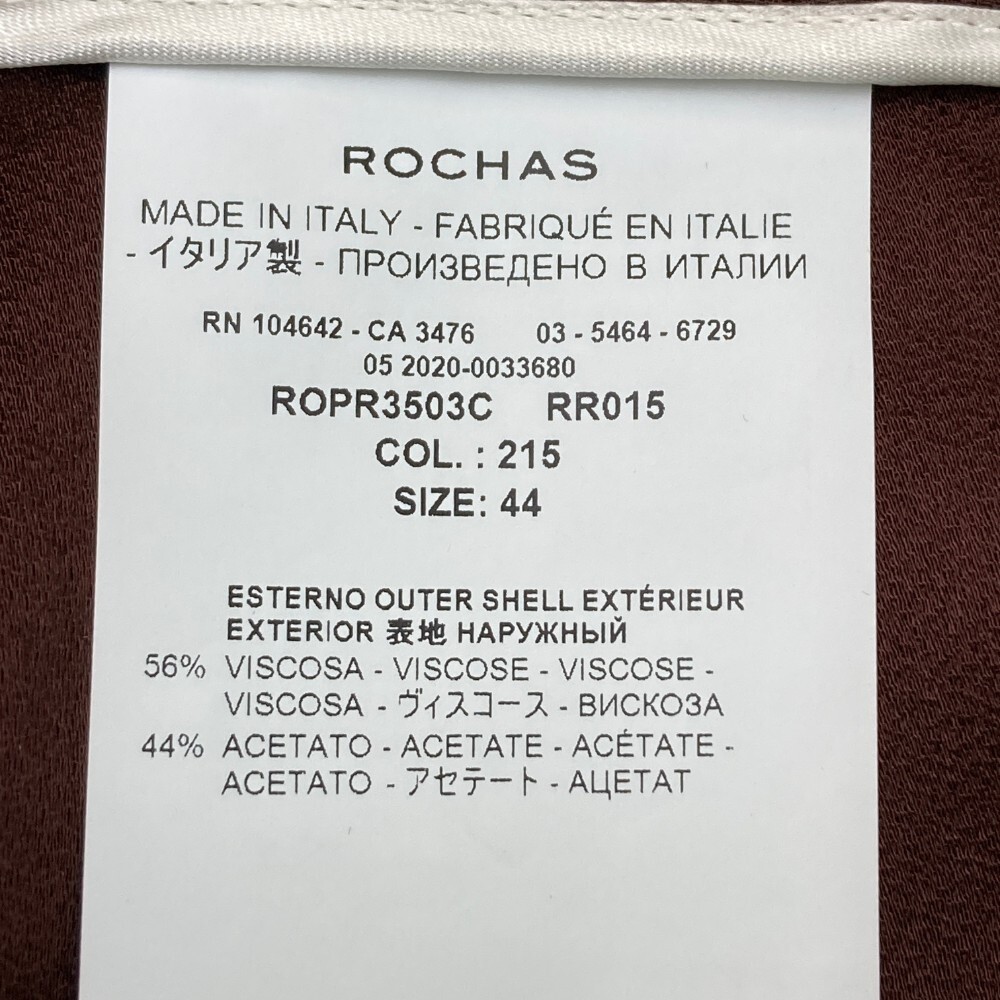 ROCHAS
MADE IN ITALY - FABRIQUÉ EN ITALIE
- イタリア製 - ПРОИЗВЕДЕНО В ИТАЛИИ
RN 104642 - CA 3476 03 - 5464 - 6729
05 2020-0033680
ROPR3503C RR015
COL. : 215
SIZE: 44
ESTERNO OUTER SHELL EXTÉRIEUR
EXTERIOR 表地 НАРУЖНЫЙ
56% VISCOSA - VISCOSE - VISCOSE -
VISCOSA - ヴィスコース - ВИСКОЗА
44% ACETATO - ACETATE - ACÉTATE -
ACETATO - アセテート - АЦЕТАТ